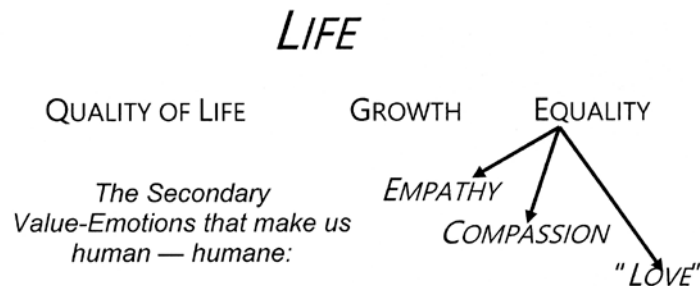 LIFE
QUALITY OF LIFE GROWTH EQUALITY
The Secondary
Value-Emotions that make us
human — humane:
EMPATHY
COMPASSION
"LOVE"